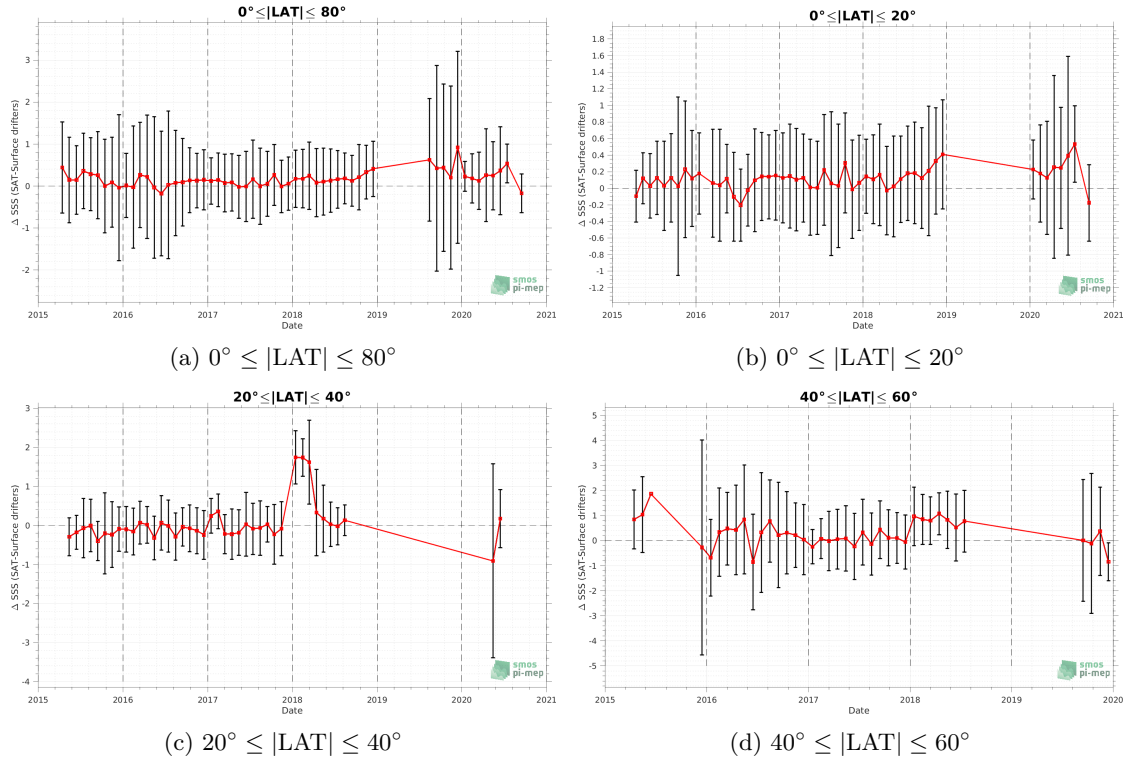 0°≤|LAT|≤ 80°
Δ SSS (SAT-Surface drifters)
3
2
1
0
-1
-2
2015 2016 2017 2018 2019 2020 2021
Date
smos
pi-mep
(a) 0° ≤ |LAT| ≤ 80°
0°≤|LAT|≤ 20°
Δ SSS (SAT-Surface drifters)
1.8
1.6
1.4
1.2
1
0.8
0.6
0.4
0.2
0
-0.2
-0.4
-0.6
-0.8
-1
-1.2
2015 2016 2017 2018 2019 2020 2021
Date
smos
pi-mep
(b) 0° ≤ |LAT| ≤ 20°
20°≤|LAT|≤ 40°
Δ SSS (SAT-Surface drifters)
3
2
1
0
-1
-2
-3
-4
2015 2016 2017 2018 2019 2020 2021
Date
smos
pi-mep
(c) 20° ≤ |LAT| ≤ 40°
40°≤|LAT|≤ 60°
Δ SSS (SAT-Surface drifters)
5
4
3
2
1
0
-1
-2
-3
-4
-5
2015 2016 2017 2018 2019 2020
Date
smos
pi-mep
(d) 40° ≤ |LAT| ≤ 60°